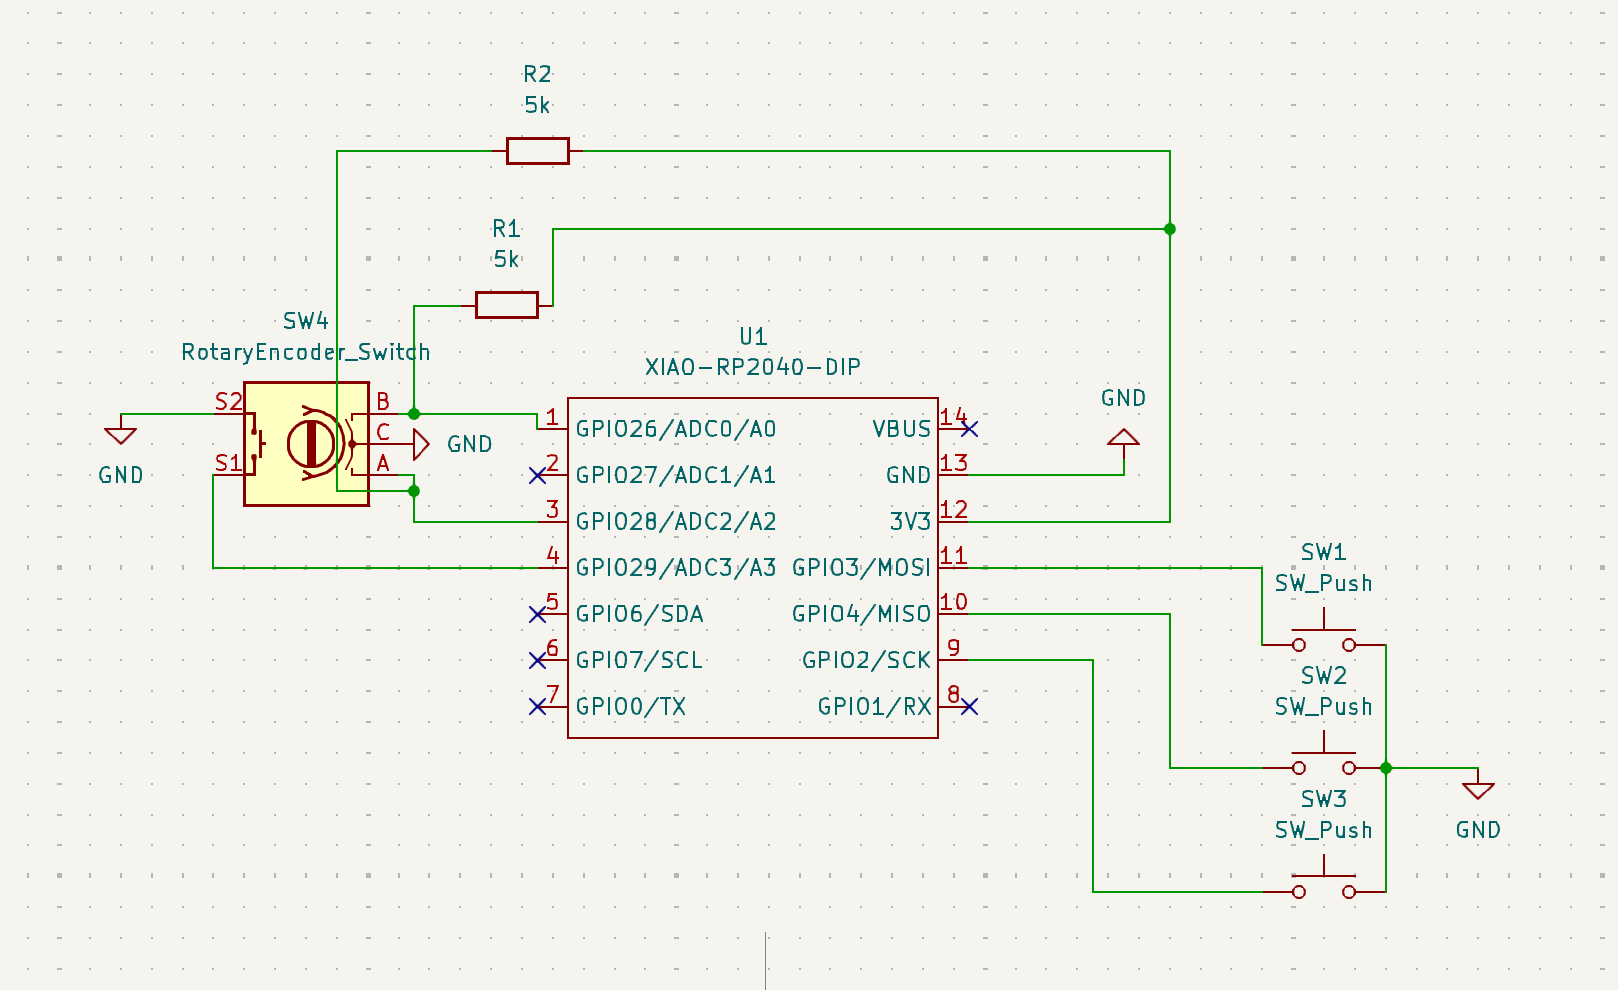 R2
5k
R1
5k
SW4
RotaryEncoder_Switch
S2
S1
B
C
A
GND
GND
U1
XIAO-RP2040-DIP
1
GPIO26/ADC0/A0
2
GPIO27/ADC1/A1
3
GPIO28/ADC2/A2
4
GPIO29/ADC3/A3
5
GPIO6/SDA
6
GPIO7/SCL
7
GPIO0/TX
VBUS
14
GND
13
3V3
12
GPIO3/MOSI
11
GPIO4/MISO
10
GPIO2/SCK
9
GPIO1/RX
8
GND
SW1
SW_Push
SW2
SW_Push
SW3
SW_Push
GND